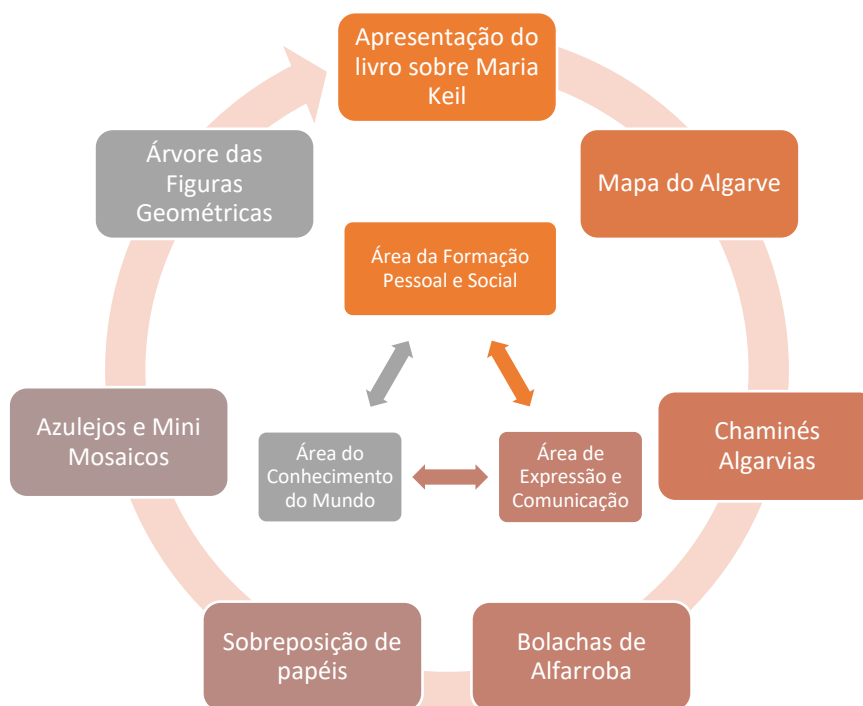 Apresentação do
livro sobre Maria
Keil
Mapa do Algarve
Chaminés
Algarvias
Bolachas de
Alfarroba
Sobreposição de
papéis
Azulejos e Mini
Mosaicos
Árvore das
Figuras
Geométricas
Área da Formação
Pessoal e Social
Área de
Expressão e
Comunicação
Área do
Conhecimento
do Mundo